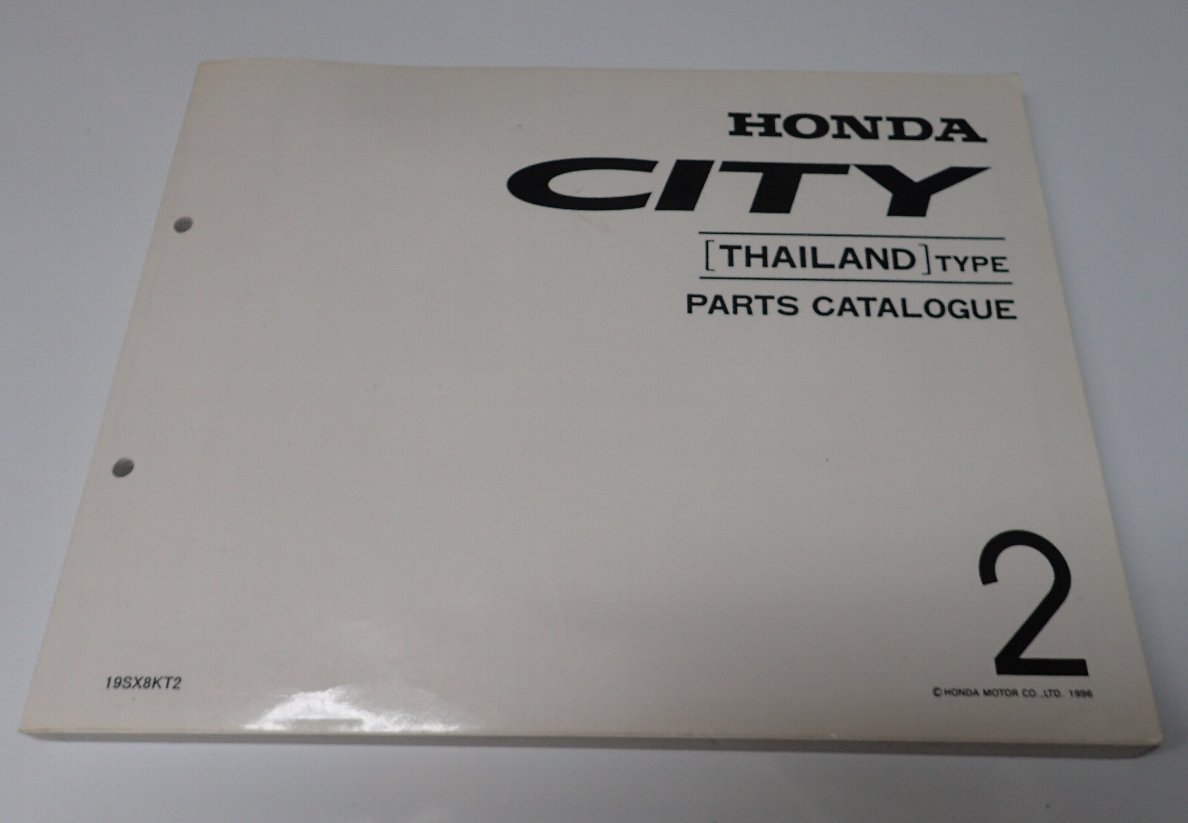 HONDA
CITY
[THAILAND] TYPE
PARTS CATALOGUE
2
19SX8KT2
© HONDA MOTOR CO., LTD. 1996